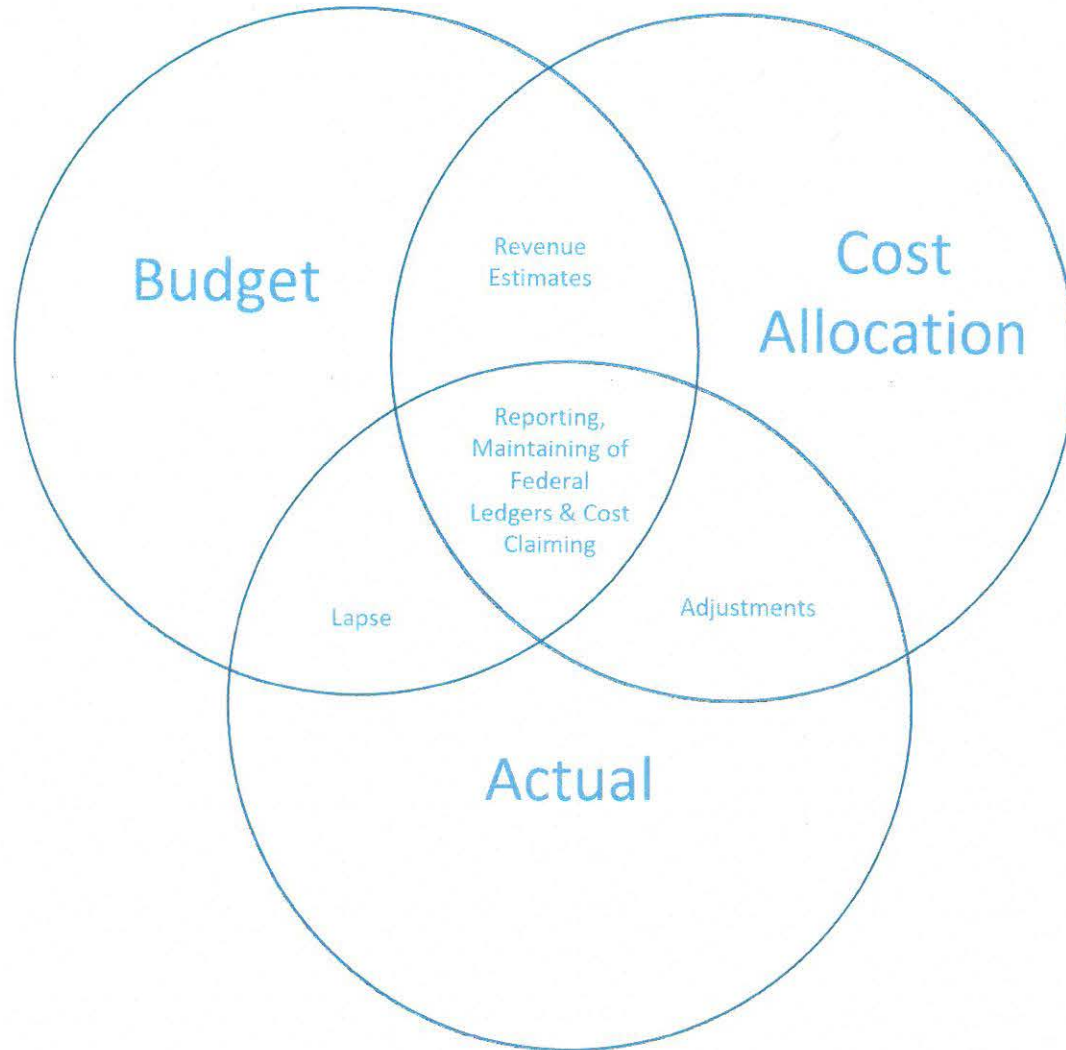 Budget
Revenue
Estimates
Cost
Allocation
Reporting,
Maintaining of
Federal
Ledgers & Cost
Claiming
Lapse
Adjustments
Actual